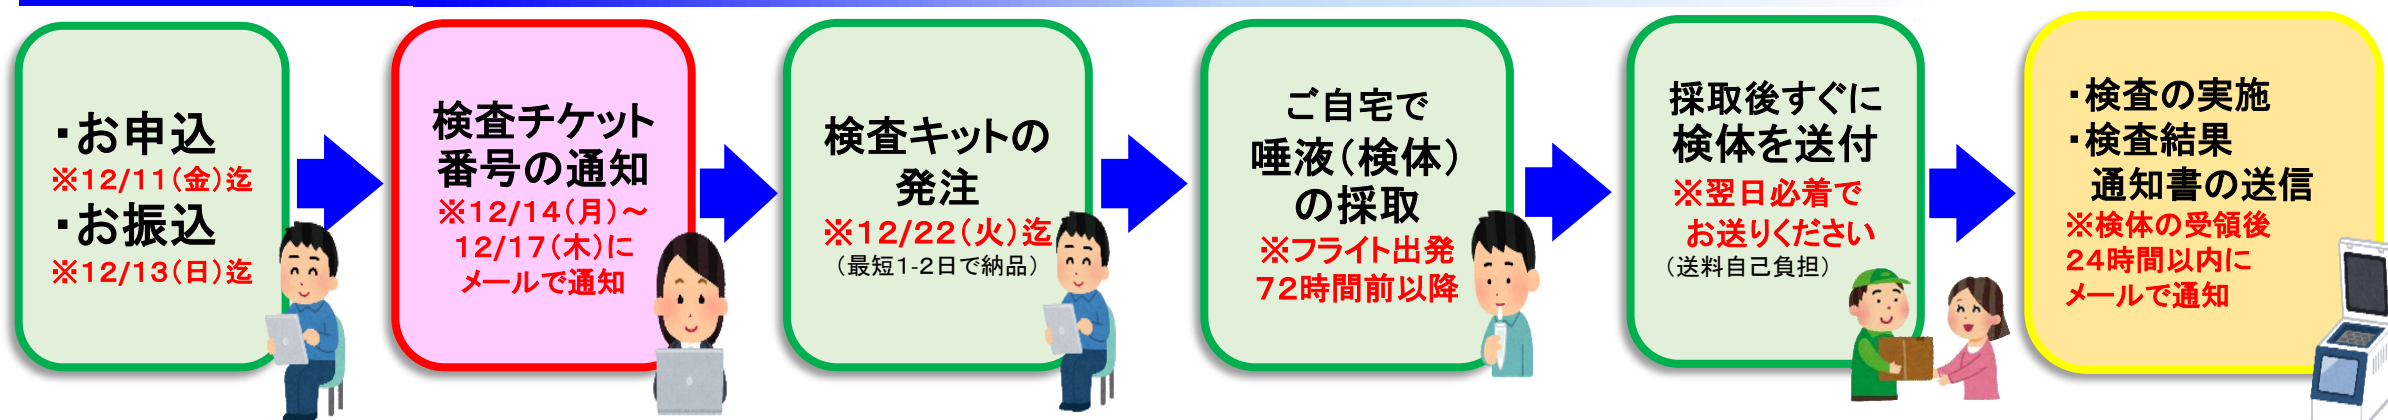 ・お申込
※12/11（金）迄
・お振込
※12/13（日）迄
検査チケット
番号の通知
※12/14（月）～
12/17（木）に
メールで通知
検査キットの
発注
※12/22（火）迄
（最短1-2日で納品）
ご自宅で
唾液（検体）
の採取
※フライト出発
72時間前以降
採取後すぐに
検体を送付
※翌日必着で
お送りください
（送料自己負担）
・検査の実施
・検査結果
通知書の送信
※検体の受領後
24時間以内に
メールで通知